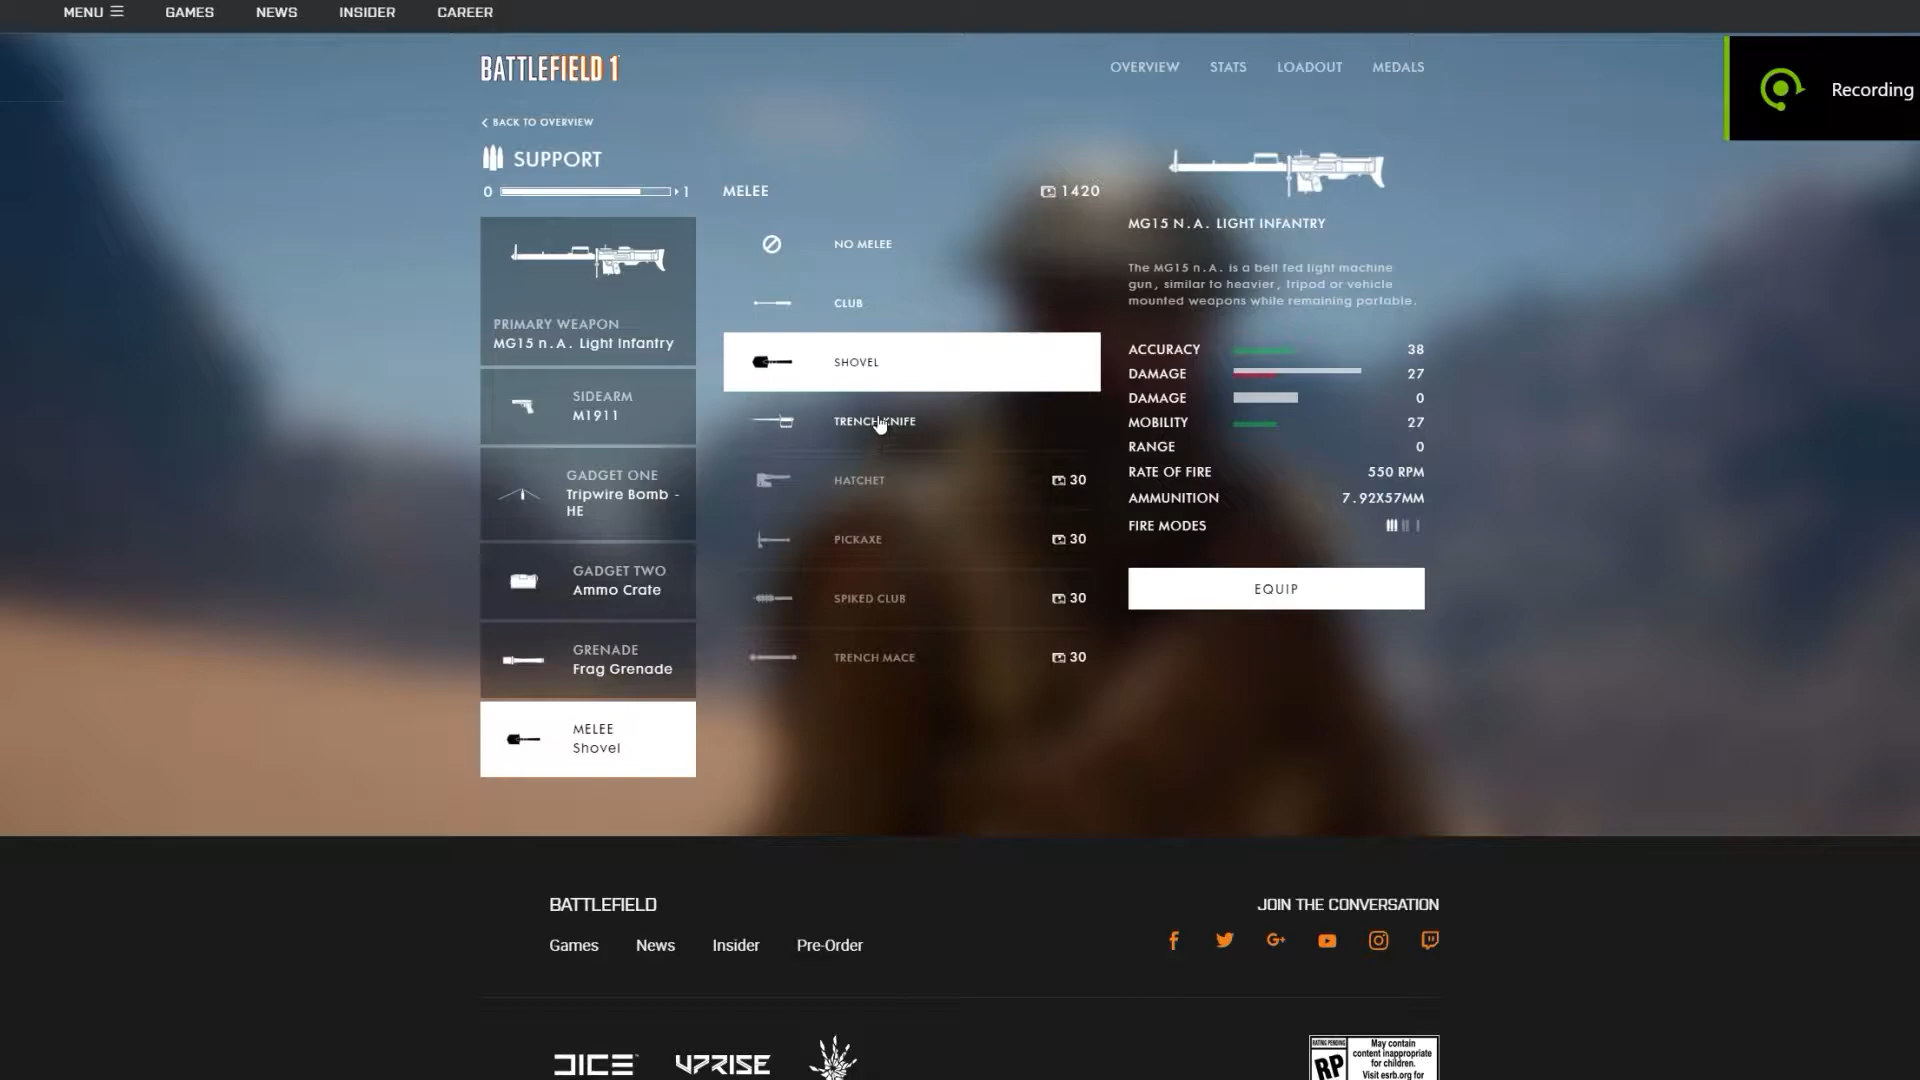 MENU
GAMES
NEWS
INSIDER
CAREER
BATTLEFIELD 1
OVERVIEW
STATS
LOADOUT
MEDALS
Recording
BACK TO OVERVIEW
SUPPORT
0
1
MELEE
1420
PRIMARY WEAPON
MG15 n.A. Light Infantry
SIDEARM
M1911
GADGET ONE
Tripwire Bomb -
HE
GADGET TWO
Ammo Crate
GRENADE
Frag Grenade
MELEE
Shovel
NO MELEE
CLUB
SHOVEL
TRENCH KNIFE
HATCHET
30
PICKAXE
30
SPIKED CLUB
30
TRENCH MACE
30
MG15 N.A. LIGHT INFANTRY
The MG15 n.A. is a belt fed light machine
gun, similar to heavier, tripod or vehicle
mounted weapons while remaining portable.
ACCURACY
38
DAMAGE
27
DAMAGE
0
MOBILITY
27
RANGE
0
RATE OF FIRE
550 RPM
AMMUNITION
7.92X57MM
FIRE MODES
EQUIP
BATTLEFIELD
Games
News
Insider
Pre-Order
JOIN THE CONVERSATION
DICE
UPRISE
RATING PENDING
RP
May contain
content inappropriate
for children.
Visit esrb.org for